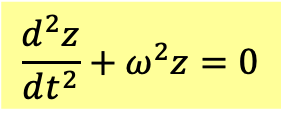 d²z/dt² + ω²z = 0